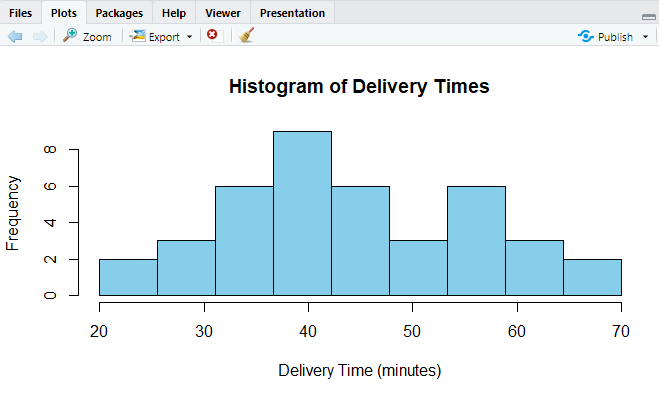 Files Plots Packages Help Viewer Presentation
Zoom Export Publish
Histogram of Delivery Times
Frequency
8
6
4
2
0
20 30 40 50 60 70
Delivery Time (minutes)